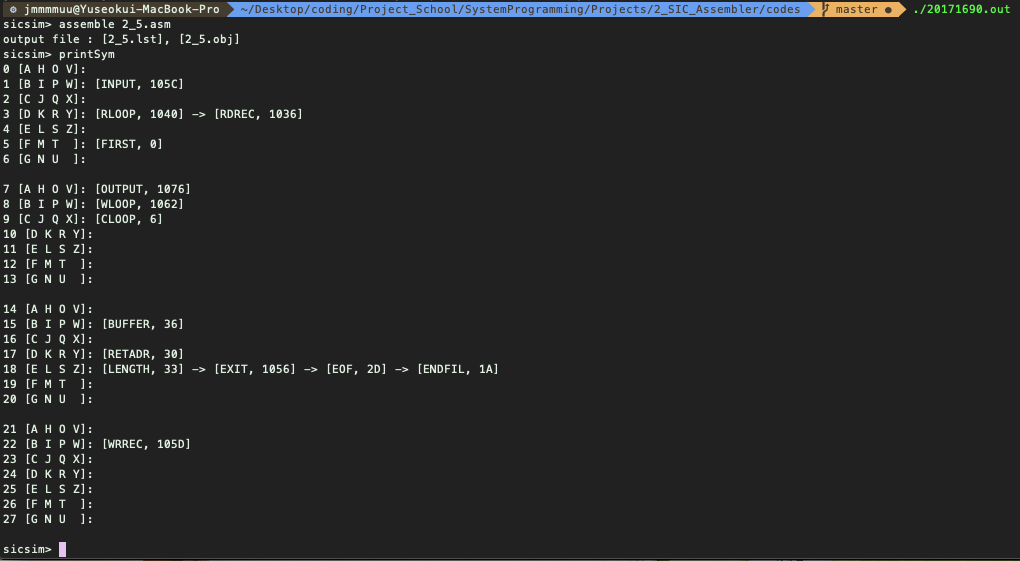 jmmmmuu@Yuseokui-MacBook-Pro ~/Desktop/coding/Project_School/SystemProgramming/Projects/2_SIC_Assembler/codes master ● ./20171690.out
sicsim> assemble 2_5.asm
output file : [2_5.lst], [2_5.obj]
sicsim> printSym
0 [A H O V]:
1 [B I P W]: [INPUT, 105C]
2 [C J Q X]:
3 [D K R Y]: [RLOOP, 1040] -> [RDREC, 1036]
4 [E L S Z]:
5 [F M T  ]: [FIRST, 0]
6 [G N U  ]:

7 [A H O V]: [OUTPUT, 1076]
8 [B I P W]: [WLOOP, 1062]
9 [C J Q X]: [CLOOP, 6]
10 [D K R Y]:
11 [E L S Z]:
12 [F M T  ]:
13 [G N U  ]:

14 [A H O V]:
15 [B I P W]: [BUFFER, 36]
16 [C J Q X]:
17 [D K R Y]: [RETADR, 30]
18 [E L S Z]: [LENGTH, 33] -> [EXIT, 1056] -> [EOF, 2D] -> [ENDFIL, 1A]
19 [F M T  ]:
20 [G N U  ]:

21 [A H O V]:
22 [B I P W]: [WRREC, 105D]
23 [C J Q X]:
24 [D K R Y]:
25 [E L S Z]:
26 [F M T  ]:
27 [G N U  ]:

sicsim>